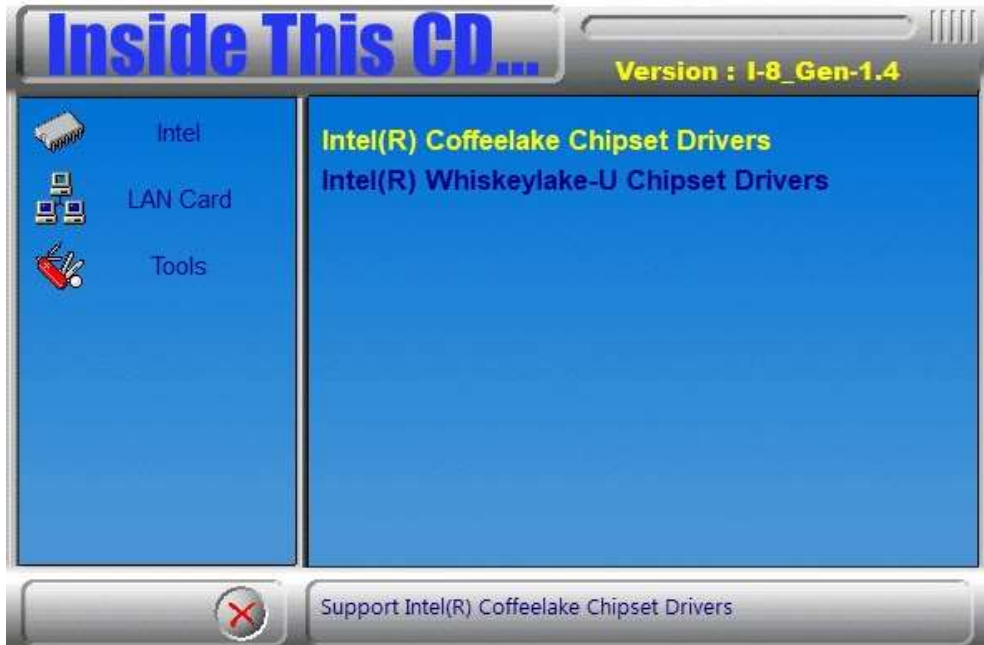 Inside This CD...
Version : I-8_Gen-1.4
Intel
LAN Card
Tools
Intel(R) Coffeelake Chipset Drivers
Intel(R) Whiskeylake-U Chipset Drivers
Support Intel(R) Coffeelake Chipset Drivers